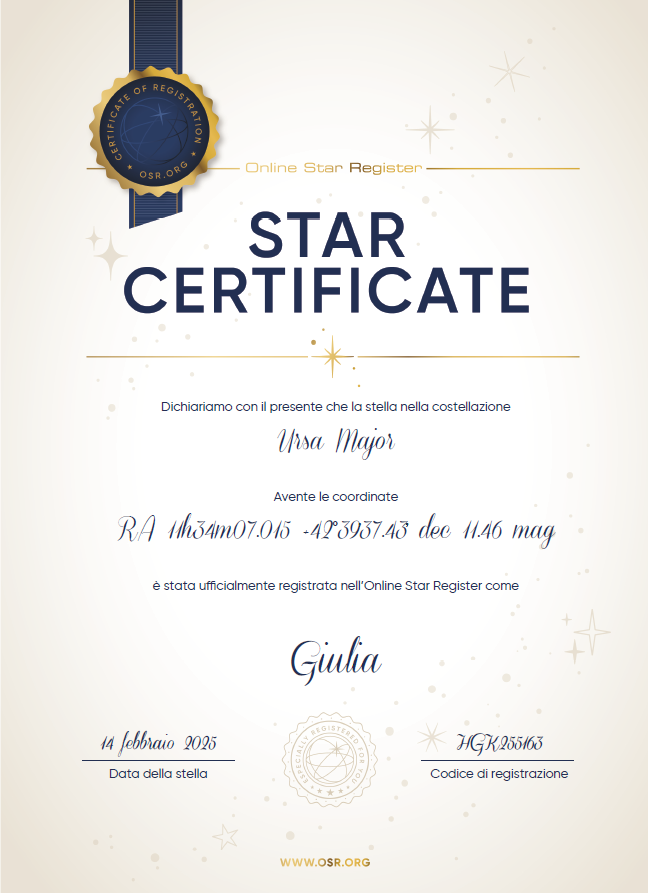 CERTIFICATE OF REGISTRATION
★ OSR.ORG ★
Online Star Register
STAR
CERTIFICATE
Dichiariamo con il presente che la stella nella costellazione
Ursa Major
Avente le coordinate
RA 11h34m07.015 +42°3937.43 dec 11.46 mag
è stata ufficialmente registrata nell'Online Star Register come
Giulia
ESPECIALLY REGISTERED FOR YOU
14 febbraio 2025
HGK255163
Data della stella
Codice di registrazione
WWW.OSR.ORG